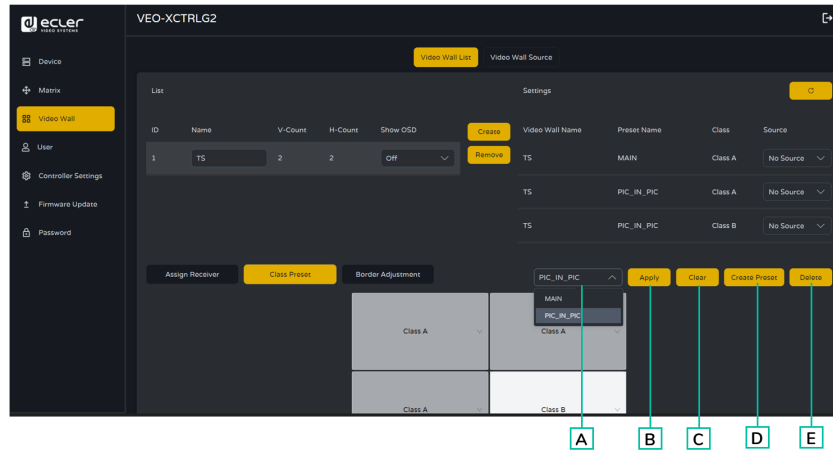 ecler
VIDEO SYSTEMS
VEO-XCTRLG2
Device
Matrix
Video Wall
User
Controller Settings
Firmware Update
Password
Video Wall List Video Wall Source
List
ID Name V-Count H-Count Show OSD Create
1 TS 2 2 Off Remove
Settings
Video Wall Name Preset Name Class Source
TS MAIN Class A No Source
TS PIC_IN_PIC Class A No Source
TS PIC_IN_PIC Class B No Source
Assign Receiver Class Preset Border Adjustment PIC_IN_PIC Apply Clear Create Preset Delete
MAIN
PIC_IN_PIC
Class A Class A
Class A Class B
A B C D E